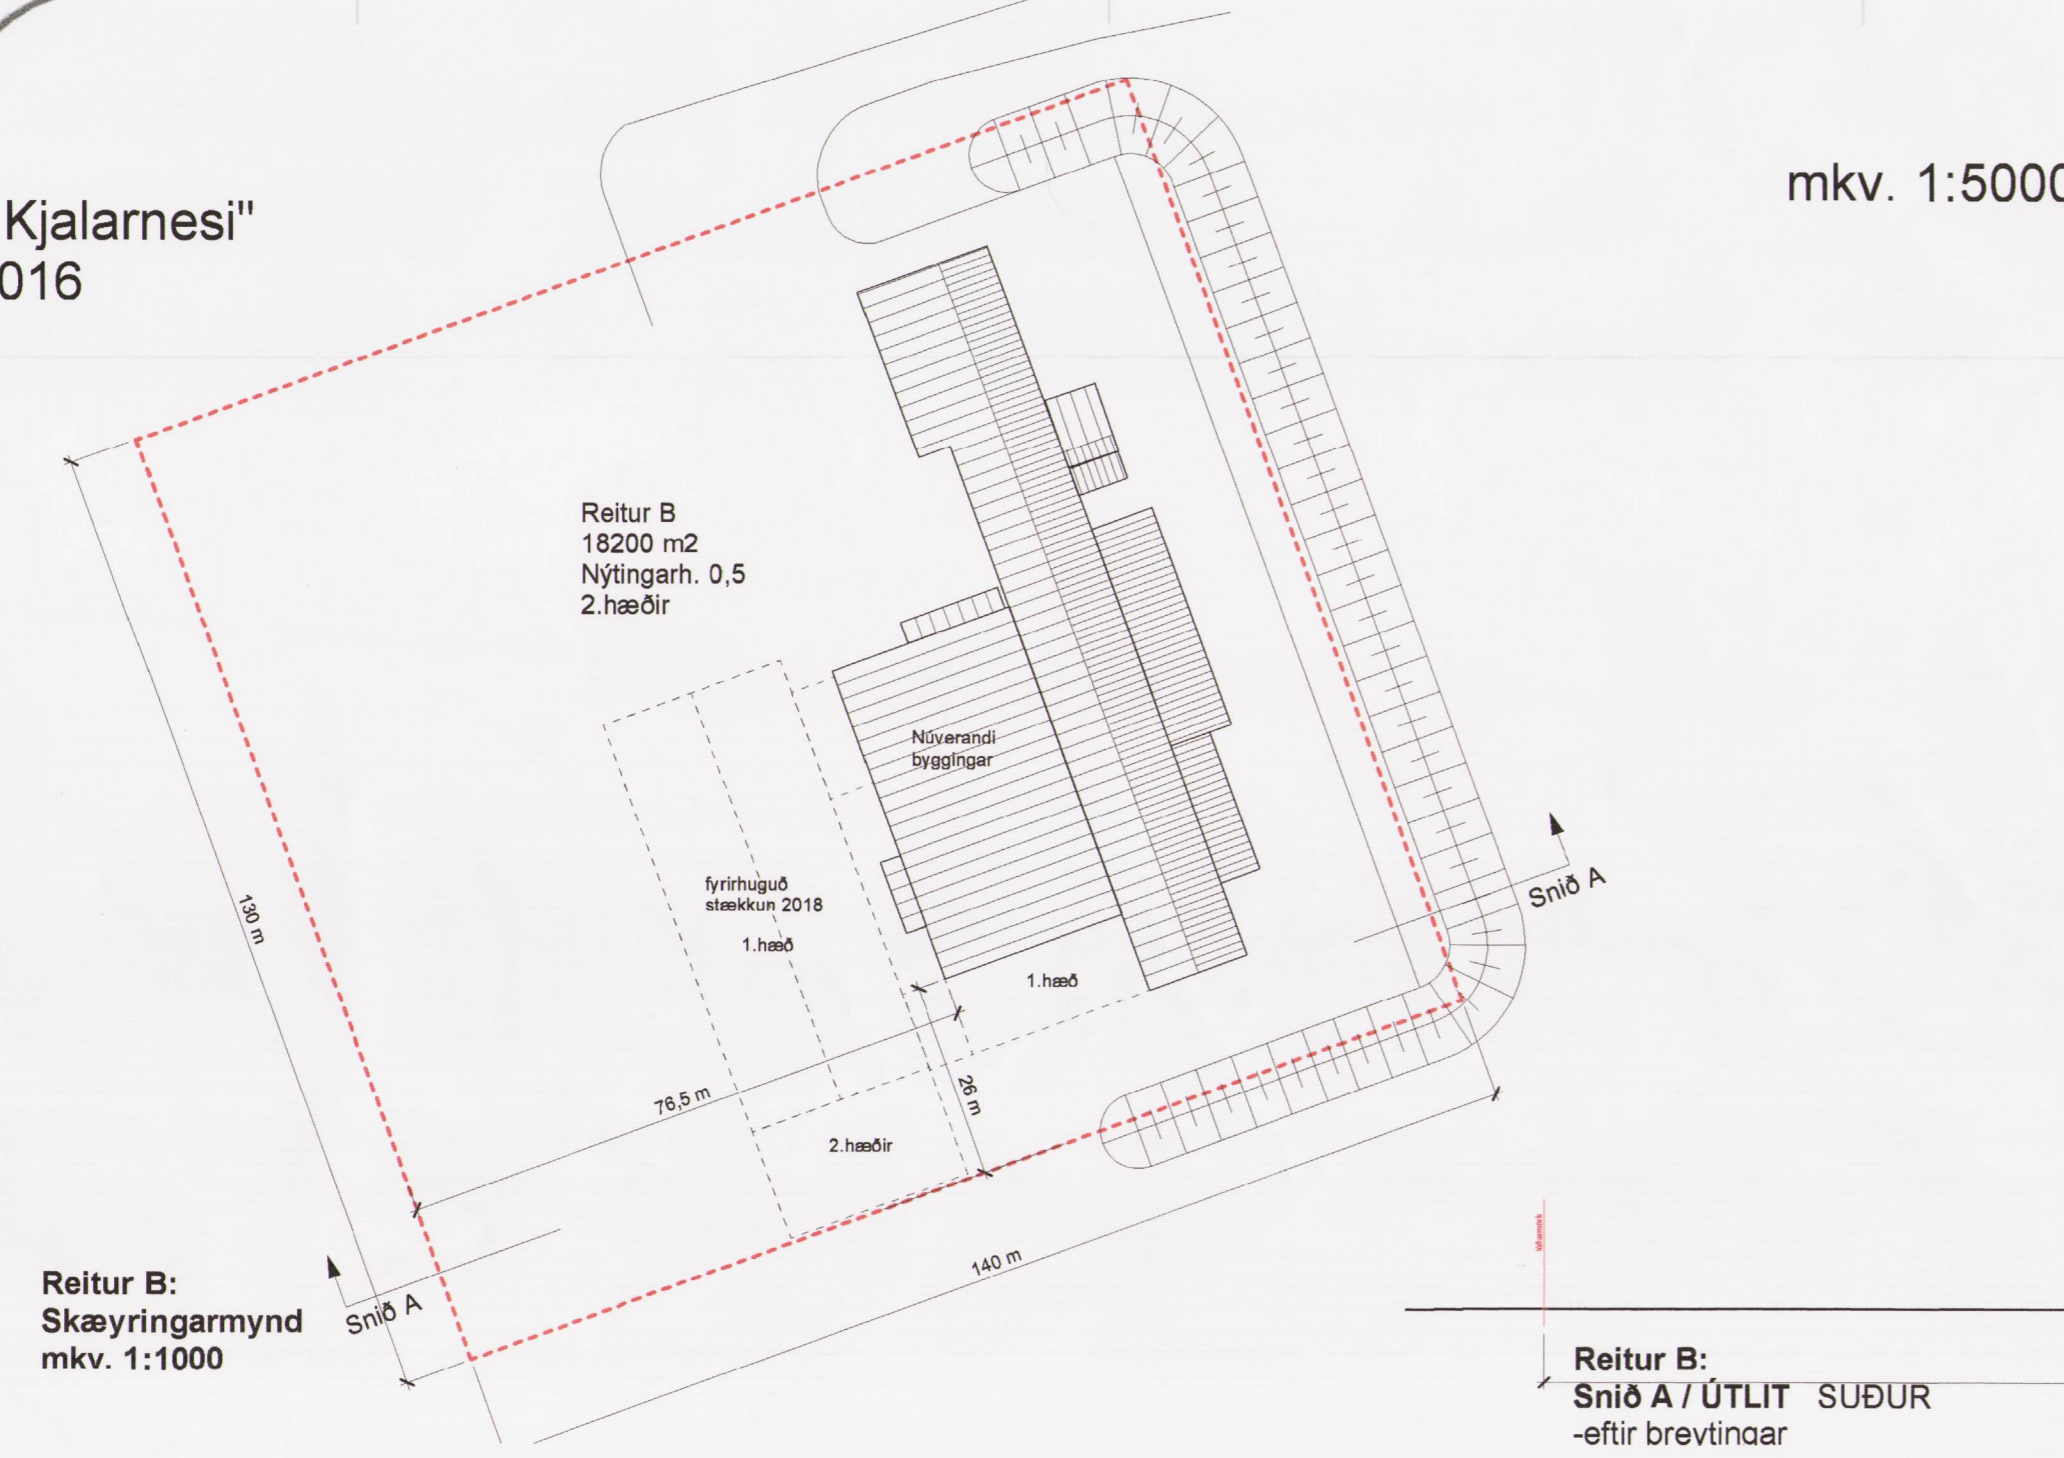 Kjalarnesi"
016
mkv. 1:5000
Reitur B
18200 m2
Nýtingarh. 0,5
2.hæðir
Núverandi
byggingar
fyrirhuguð
stækkun 2018
1.hæð
1.hæð
130 m
76,5 m
26 m
2.hæðir
140 m
Snið A
Snið A
Reitur B:
Skæyringarmynd
mkv. 1:1000
Reitur B:
Snið A / ÚTLIT SUÐUR
-eftir breytingar